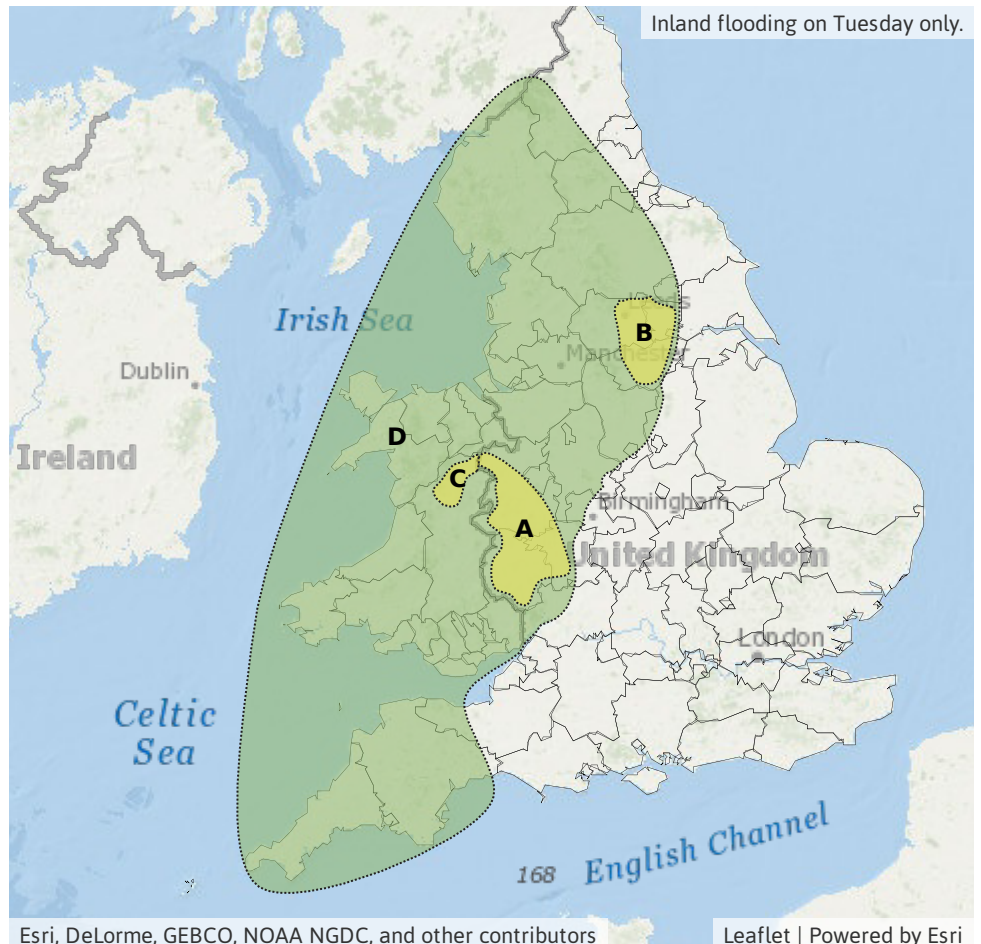 Inland flooding on Tuesday only.
Irish Sea
Leeds
B
Manchester
Dublin
D
Ireland
C
A
Birmingham
United Kingdom
London
Celtic
Sea
English Channel
168
Esri, DeLorme, GEBCO, NOAA NGDC, and other contributors
Leaflet | Powered by Esri